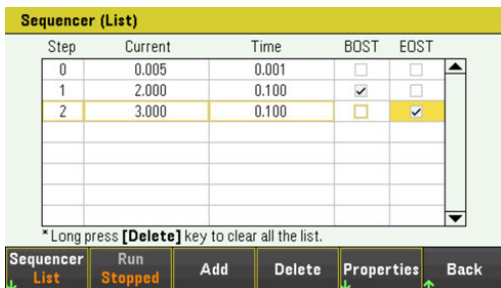 Sequencer (List)
Step Current Time BOST EOST
0 0.005 0.001
1 2.000 0.100
2 3.000 0.100
*Long press [Delete] key to clear all the list.
Sequencer Run Add Delete Properties Back
List Stopped